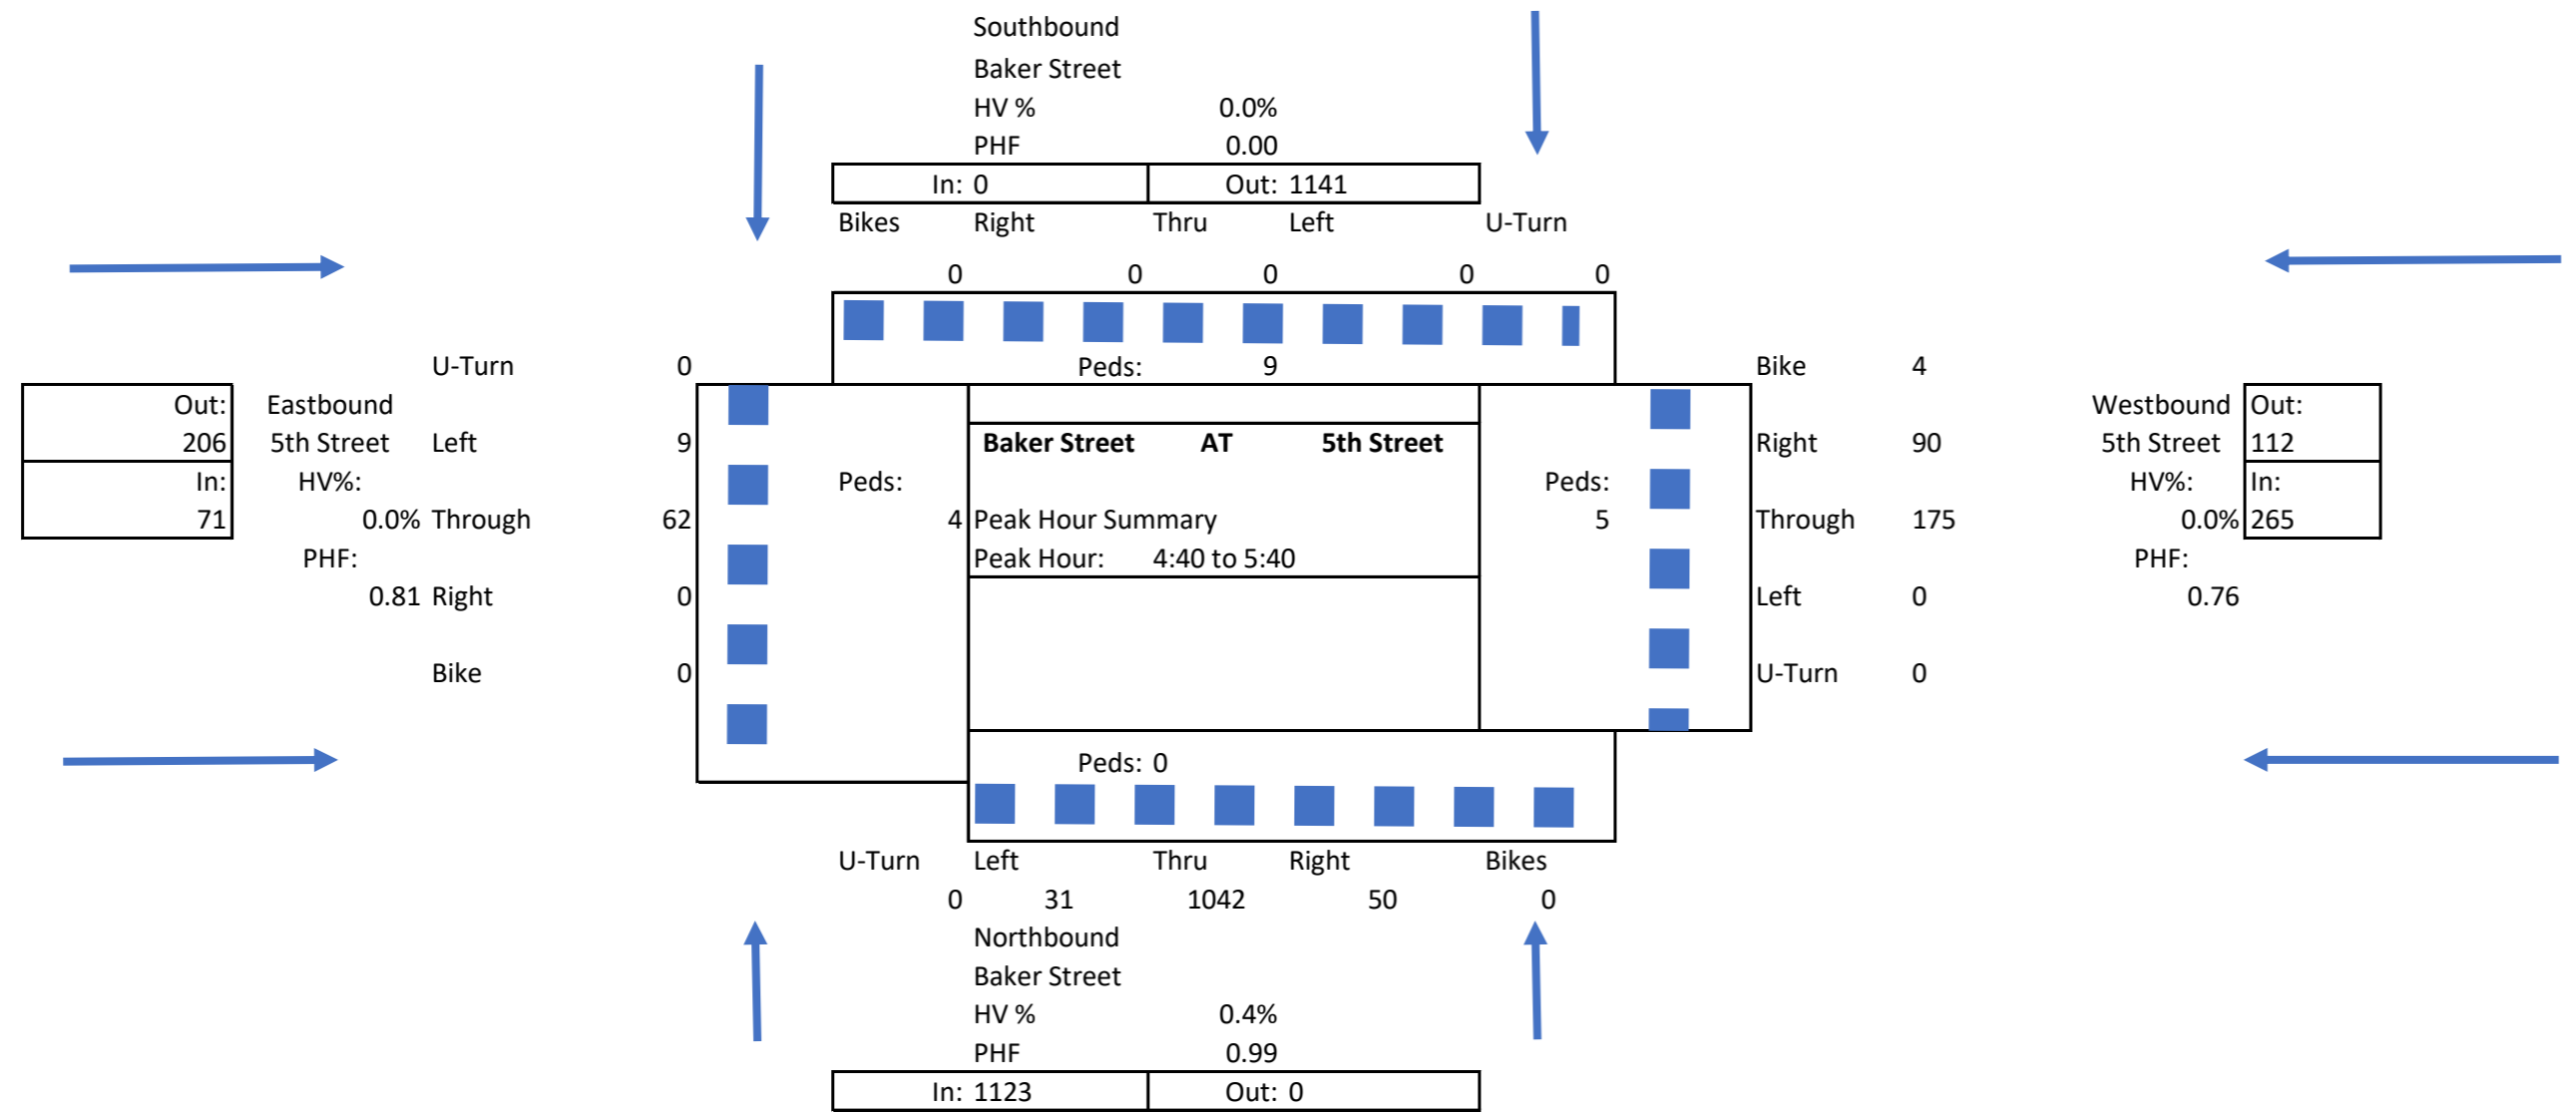 Southbound
Baker Street
HV % 0.0%
PHF 0.00
In: 0 Out: 1141
Bikes Right Thru Left U-Turn
0 0 0 0 0
U-Turn 0 Peds: 9 Bike 4
Out: Eastbound Westbound Out:
206 5th Street Left 9 Baker Street AT 5th Street Right 90 5th Street 112
In: HV%: Peds: Peds: HV%: In:
71 0.0% Through 62 4 Peak Hour Summary 5 Through 175 0.0% 265
PHF: Peak Hour: 4:40 to 5:40 PHF:
0.81 Right 0 Left 0 0.76
Bike 0 U-Turn 0
Peds: 0
U-Turn Left Thru Right Bikes
0 31 1042 50 0
Northbound
Baker Street
HV % 0.4%
PHF 0.99
In: 1123 Out: 0